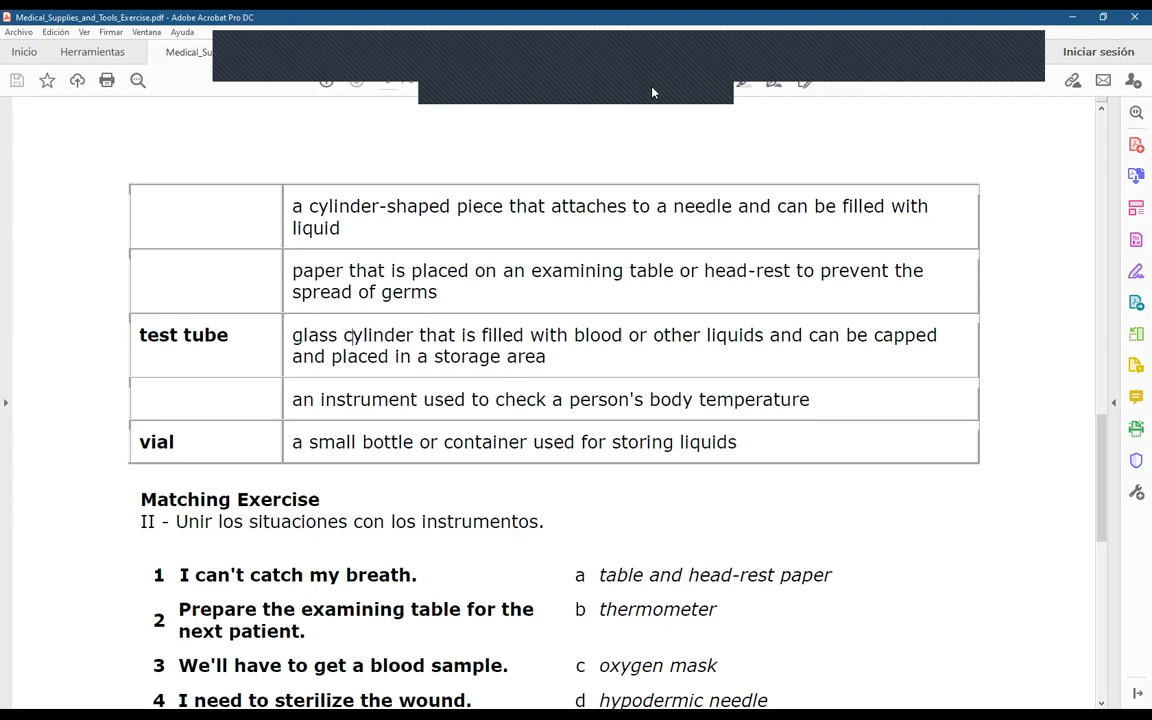 Medical_Supplies_and_Tools_Exercise.pdf - Adobe Acrobat Pro DC
Archivo Edición Ver Firmar Ventana Ayuda
Inicio Herramientas Medical_Su Iniciar sesión
a cylinder-shaped piece that attaches to a needle and can be filled with
liquid
paper that is placed on an examining table or head-rest to prevent the
spread of germs
test tube glass cylinder that is filled with blood or other liquids and can be capped
and placed in a storage area
an instrument used to check a person's body temperature
vial a small bottle or container used for storing liquids
Matching Exercise
II - Unir los situaciones con los instrumentos.
1 I can't catch my breath. a table and head-rest paper
2 Prepare the examining table for the b thermometer
next patient.
3 We'll have to get a blood sample. c oxygen mask
4 I need to sterilize the wound. d hypodermic needle